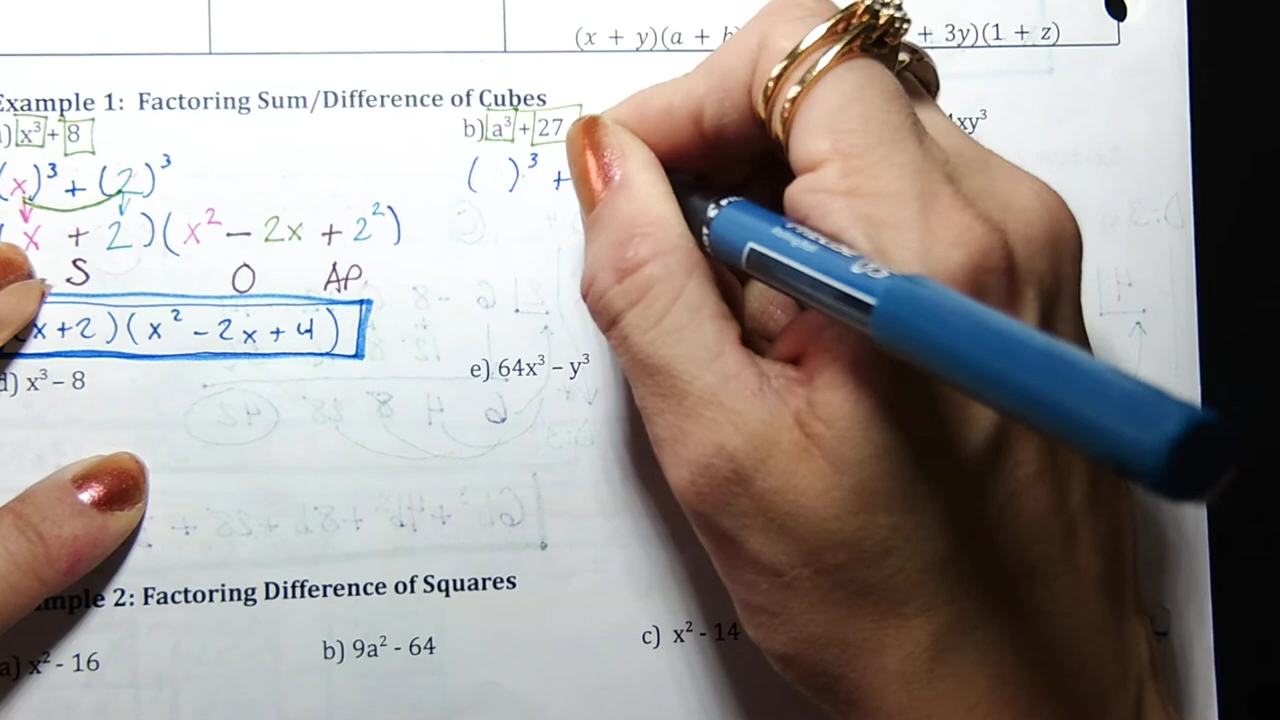 (x + y)(a + b + 3y)(1 + z)
Example 1: Factoring Sum/Difference of Cubes
a) x³ + 8 b) a³ + 27 xy³
(x)³ + (2)³ ( )³ +
(x + 2)(x² – 2x + 2²)
S O AP
(x+2)(x² – 2x + 4)
d) x³ – 8 e) 64x³ – y³
Example 2: Factoring Difference of Squares
a) x² - 16 b) 9a² - 64 c) x² - 14